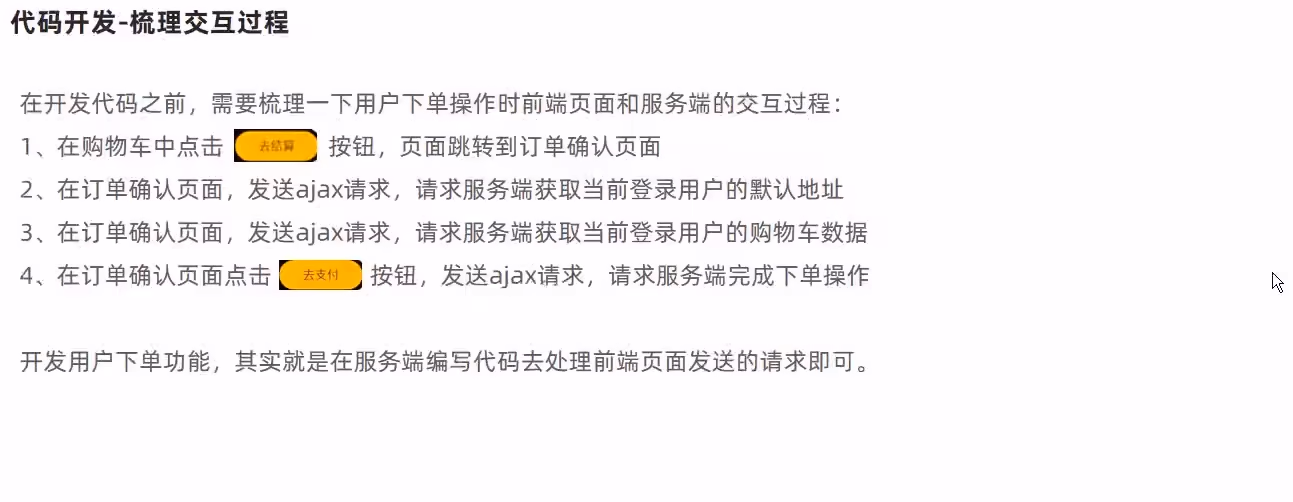 代码开发-梳理交互过程
在开发代码之前，需要梳理一下用户下单操作时前端页面和服务端的交互过程：
1、在购物车中点击 去结算 按钮，页面跳转到订单确认页面
2、在订单确认页面，发送ajax请求，请求服务端获取当前登录用户的默认地址
3、在订单确认页面，发送ajax请求，请求服务端获取当前登录用户的购物车数据
4、在订单确认页面点击 去支付 按钮，发送ajax请求，请求服务端完成下单操作
开发用户下单功能，其实就是在服务端编写代码去处理前端页面发送的请求即可。